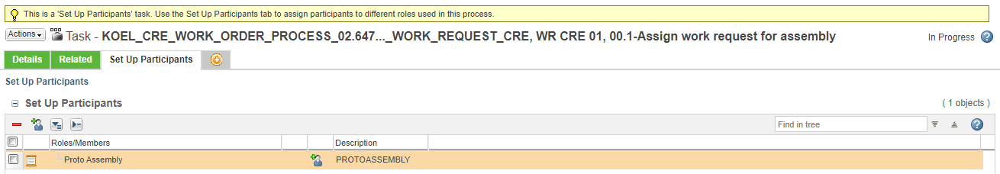 This is a 'Set Up Participants' task. Use the Set Up Participants tab to assign participants to different roles used in this process.
Actions Task - KOEL_CRE_WORK_ORDER_PROCESS_02.647..._WORK_REQUEST_CRE, WR CRE 01, 00.1-Assign work request for assembly In Progress ?
Details Related Set Up Participants
Set Up Participants
Set Up Participants ( 1 objects )
Find in tree ?
Roles/Members Description
Proto Assembly PROTOASSEMBLY